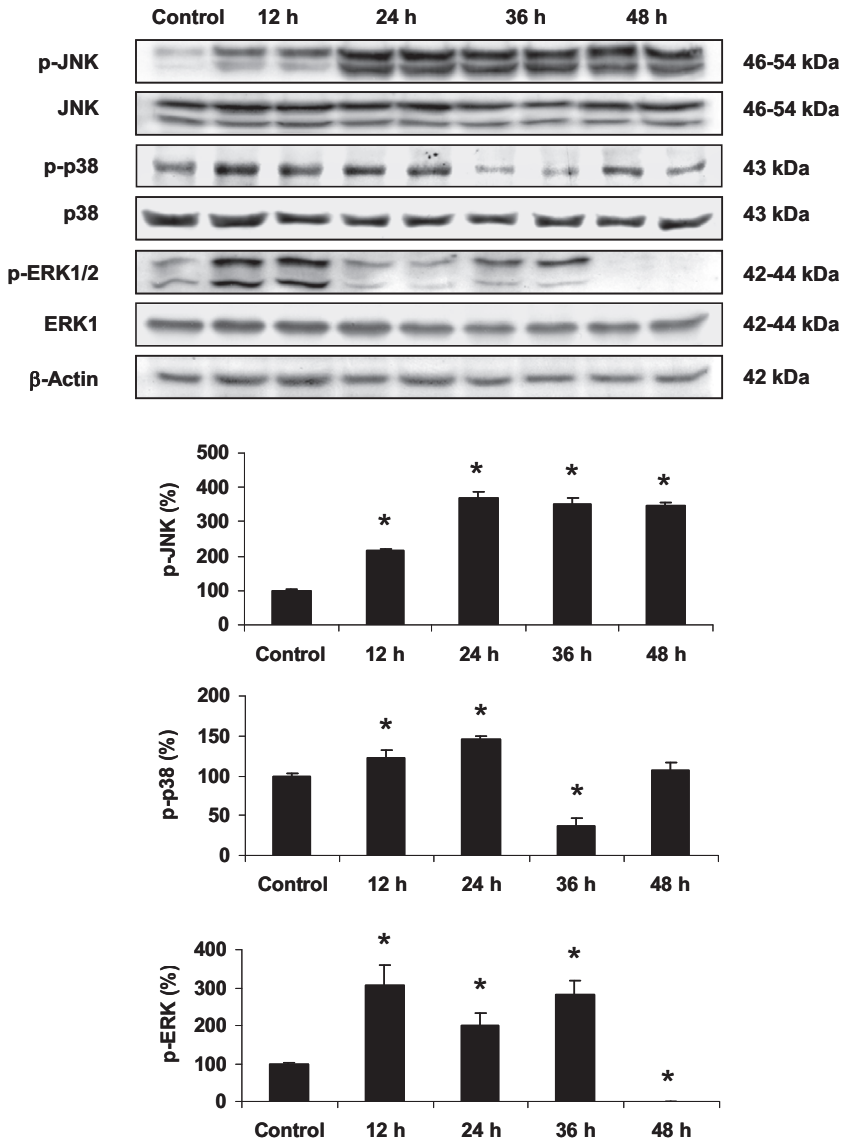 Control 12 h 24 h 36 h 48 h
p-JNK 46-54 kDa
JNK 46-54 kDa
p-p38 43 kDa
p38 43 kDa
p-ERK1/2 42-44 kDa
ERK1 42-44 kDa
β-Actin 42 kDa
p-JNK (%)
500
400
300
200
100
0
* * * *
Control 12 h 24 h 36 h 48 h
p-p38 (%)
200
150
100
50
0
* * *
Control 12 h 24 h 36 h 48 h
p-ERK (%)
400
300
200
100
0
* * * *
Control 12 h 24 h 36 h 48 h